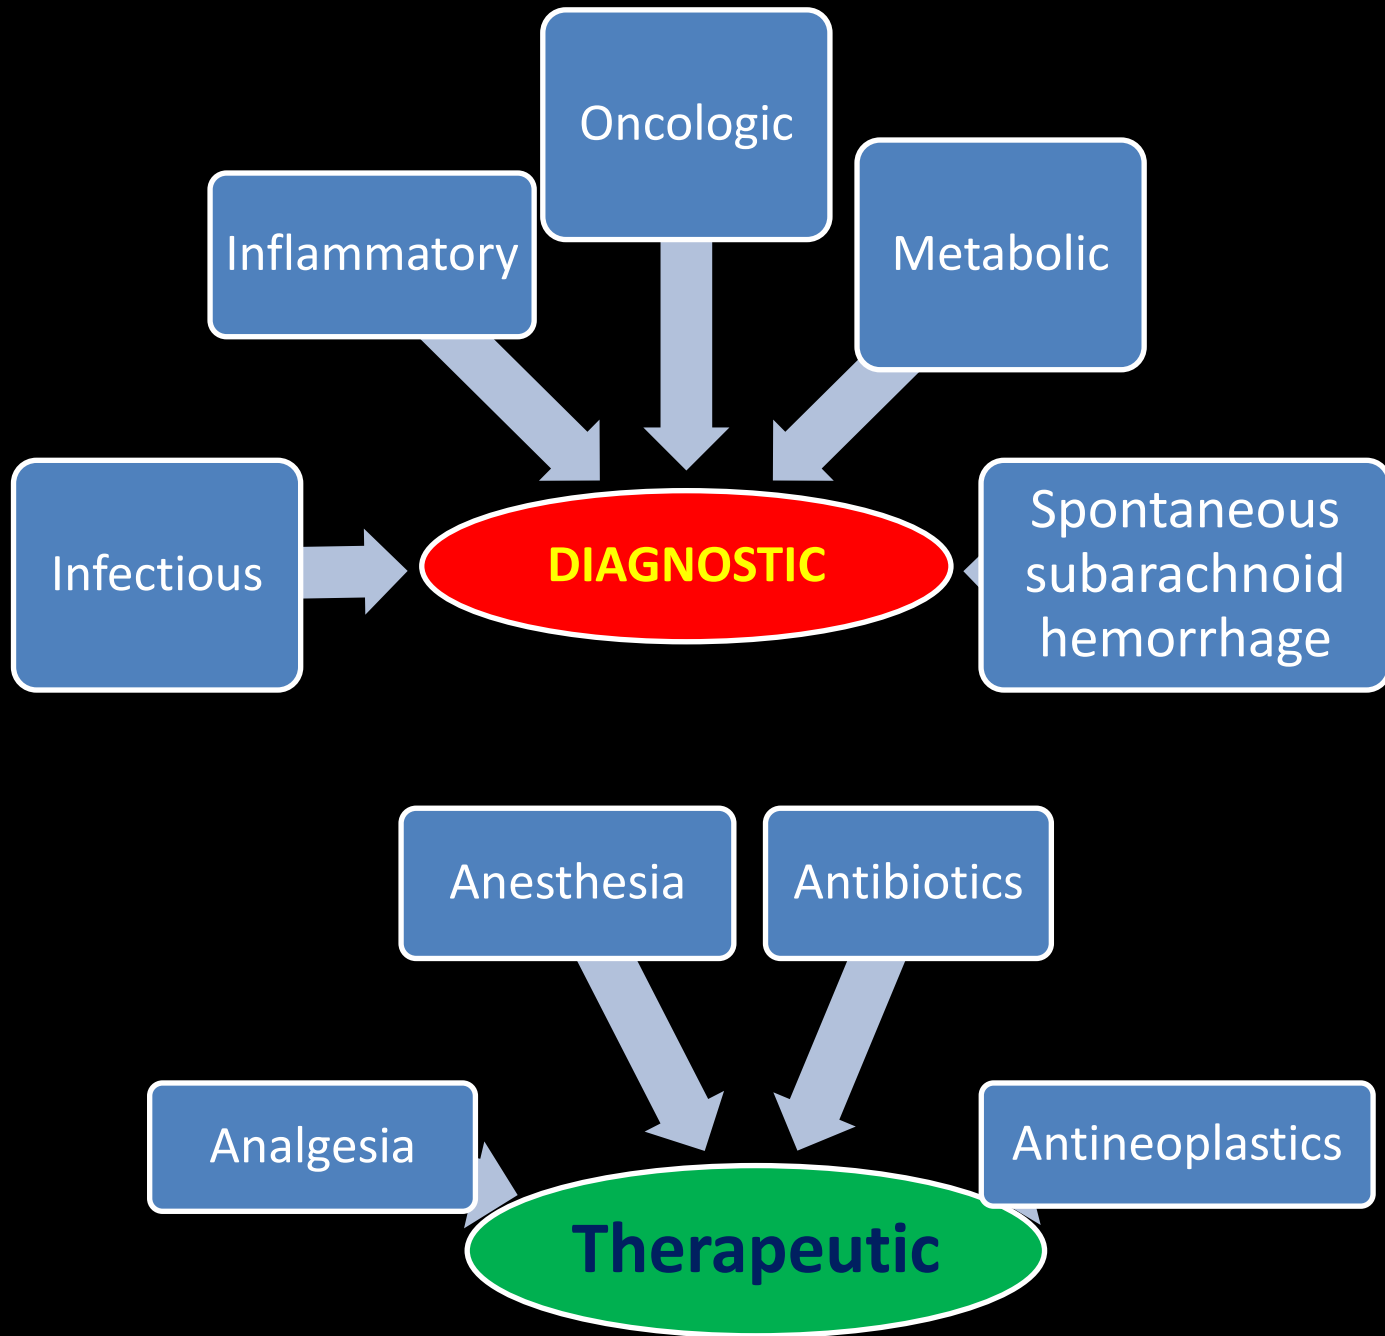 Oncologic
Inflammatory
Metabolic
Infectious
DIAGNOSTIC
Spontaneous
subarachnoid
hemorrhage
Anesthesia
Antibiotics
Analgesia
Antineoplastics
Therapeutic